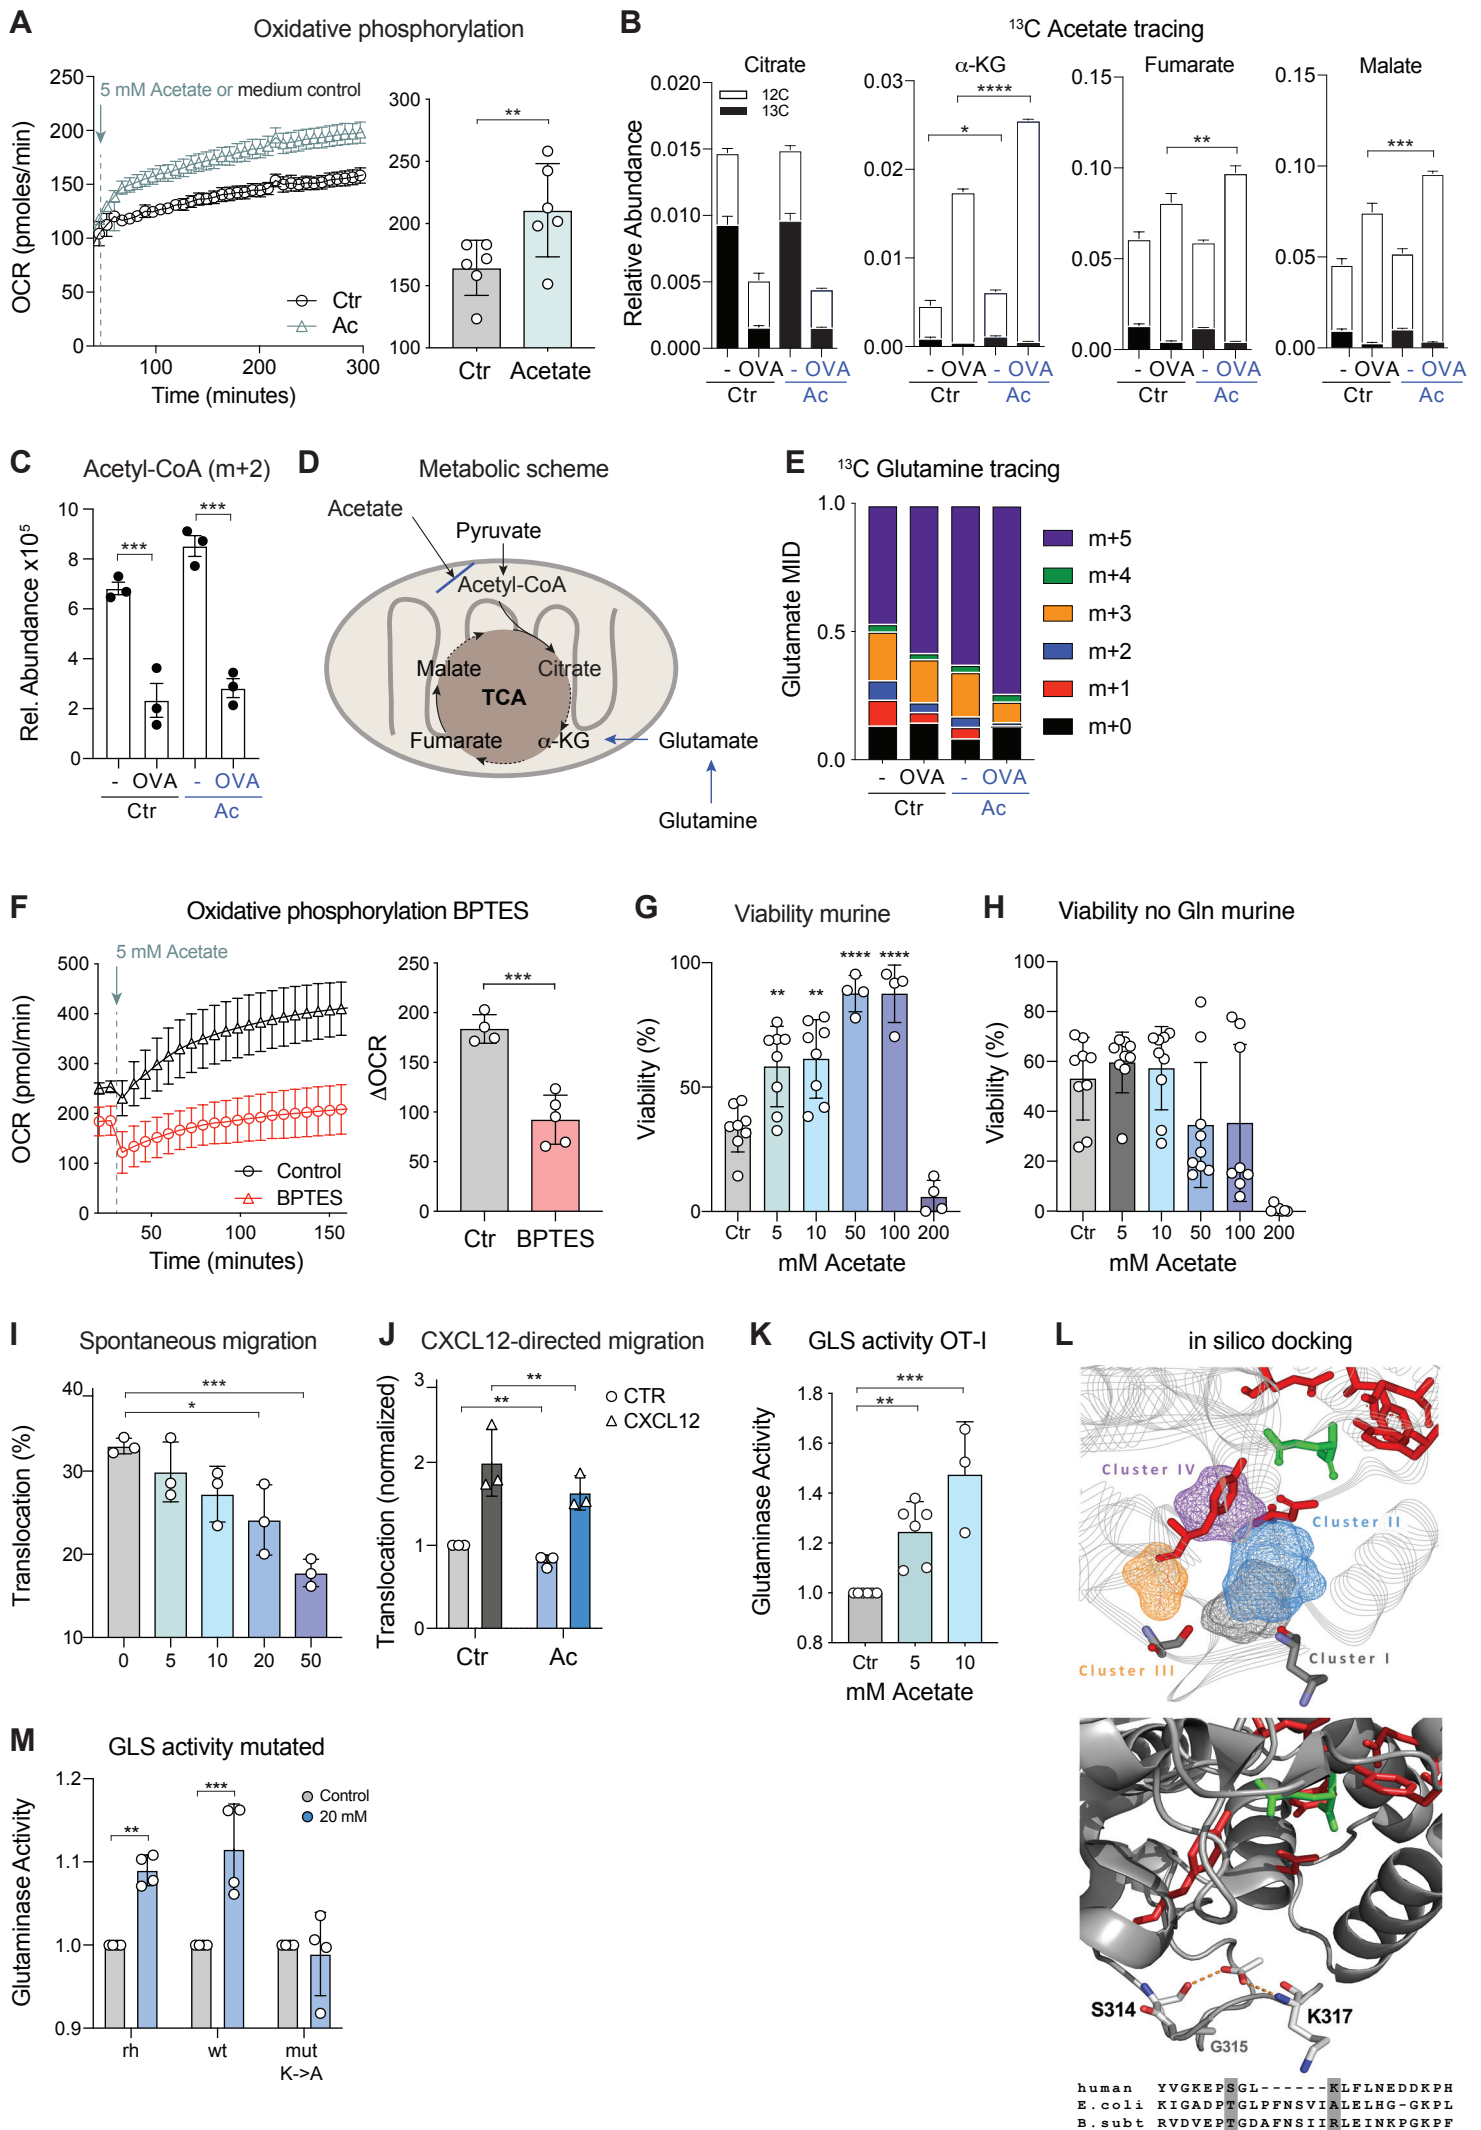 A
Oxidative phosphorylation
5 mM Acetate or medium control
OCR (pmoles/min)
250
200
150
100
50
0
Ctr
Ac
100
200
300
Time (minutes)
300
250
200
150
100
**
Ctr
Acetate
B
13C Acetate tracing
Relative Abundance
Citrate
12C
13C
0.020
0.015
0.010
0.005
0.000
- OVA - OVA
Ctr
Ac
α-KG
****
*
0.03
0.02
0.01
0.00
- OVA - OVA
Ctr
Ac
Fumarate
**
0.15
0.10
0.05
0.00
- OVA - OVA
Ctr
Ac
Malate
***
0.15
0.10
0.05
0.00
- OVA - OVA
Ctr
Ac
C
Acetyl-CoA (m+2)
Rel. Abundance x10⁵
10
8
6
4
2
0
***
***
- OVA - OVA
Ctr
Ac
D
Metabolic scheme
Acetate
Pyruvate
Acetyl-CoA
Malate
Citrate
TCA
Fumarate
α-KG
Glutamate
Glutamine
E
13C Glutamine tracing
Glutamate MID
1.0
0.5
0.0
- OVA - OVA
Ctr
Ac
m+5
m+4
m+3
m+2
m+1
m+0
F
Oxidative phosphorylation BPTES
5 mM Acetate
OCR (pmol/min)
500
400
300
200
100
0
Control
BPTES
50
100
150
Time (minutes)
ΔOCR
250
200
150
100
50
0
***
Ctr
BPTES
G
Viability murine
Viability (%)
100
50
0
**
**
****
****
Ctr
5
10
50
100
200
mM Acetate
H
Viability no Gln murine
Viability (%)
100
80
60
40
20
0
Ctr
5
10
50
100
200
mM Acetate
I
Spontaneous migration
Translocation (%)
40
30
20
10
***
*
0
5
10
20
50
J
CXCL12-directed migration
Translocation (normalized)
3
2
1
0
**
**
CTR
CXCL12
Ctr
Ac
K
GLS activity OT-I
Glutaminase Activity
1.8
1.6
1.4
1.2
1.0
0.8
***
**
Ctr
5
10
mM Acetate
L
in silico docking
Cluster IV
Cluster II
Cluster I
Cluster III
S314
K317
G315
human YVGKEPSGL------KLFLNEDDKPH
E.coli KIGADPTGLPFNSVIALELHG-GKPL
B.subt RVDVEPTGDAFNSIIRLEINKPGKPF
M
GLS activity mutated
Glutaminase Activity
1.2
1.1
1.0
0.9
**
***
Control
20 mM
rh
wt
mut
K->A